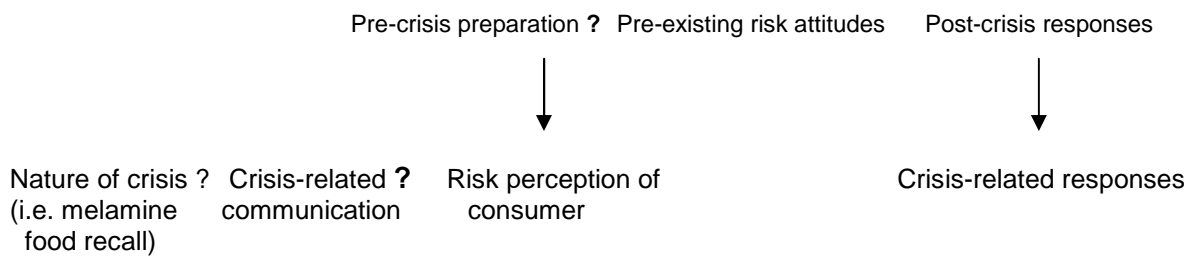 Pre-crisis preparation ? Pre-existing risk attitudes Post-crisis responses
Nature of crisis ? Crisis-related ? Risk perception of Crisis-related responses
(i.e. melamine communication consumer
food recall)